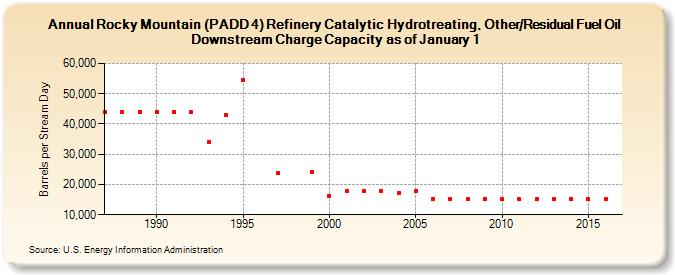 Annual Rocky Mountain (PADD 4) Refinery Catalytic Hydrotreating, Other/Residual Fuel Oil
Downstream Charge Capacity as of January 1
Barrels per Stream Day
60,000
50,000
40,000
30,000
20,000
10,000
1990 1995 2000 2005 2010 2015
Source: U.S. Energy Information Administration